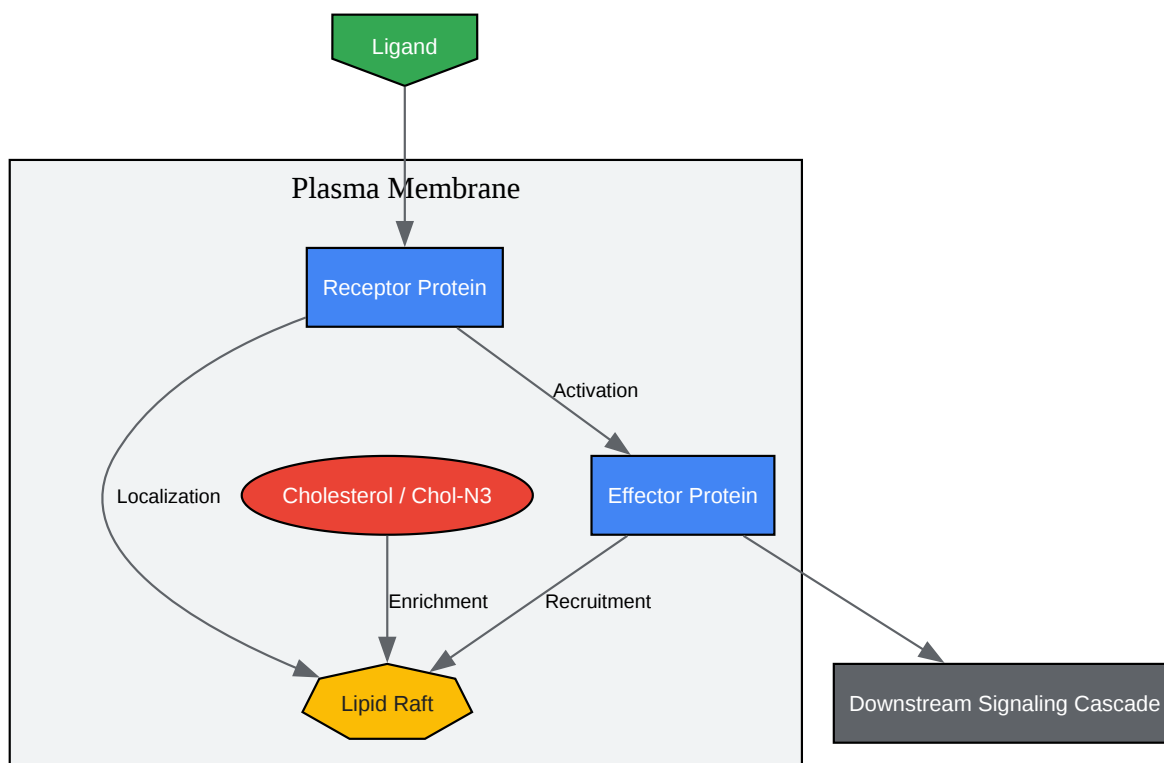 Ligand
Plasma Membrane
Receptor Protein
Activation
Localization
Cholesterol / Chol-N3
Effector Protein
Enrichment
Recruitment
Lipid Raft
Downstream Signaling Cascade